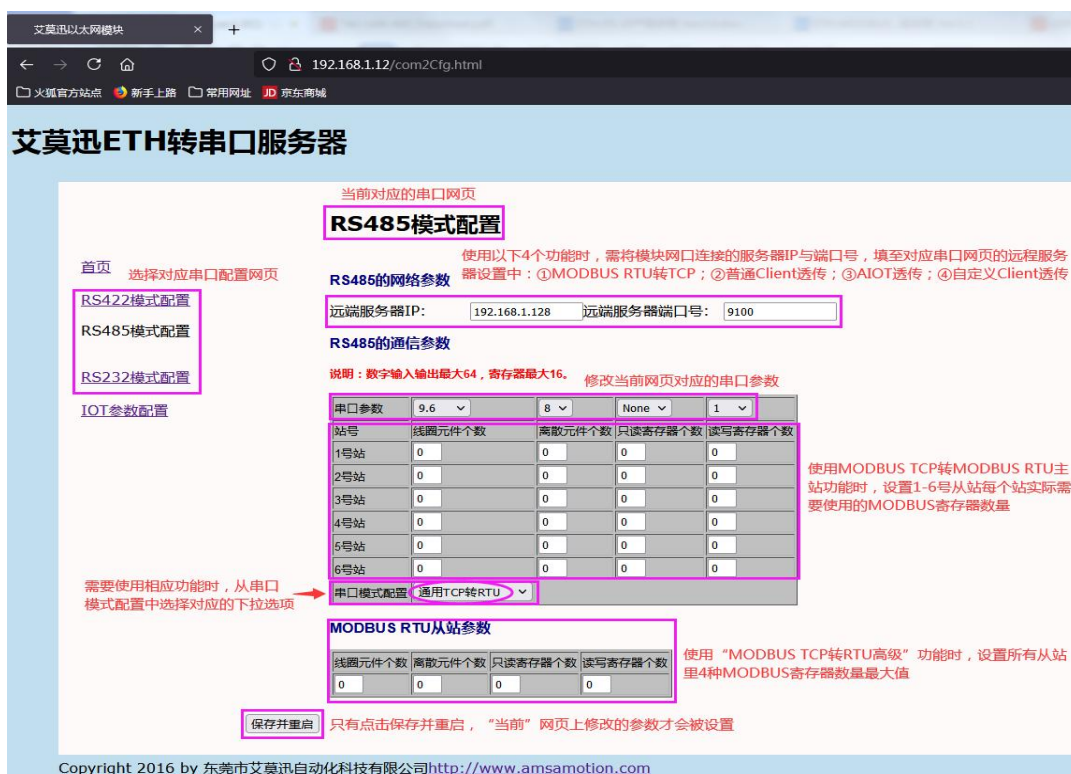 艾莫迅以太网模块 × +
192.168.1.12/com2Cfg.html
火狐官方站点 新手上路 常用网址 JD 京东商城
艾莫迅ETH转串口服务器
当前对应的串口网页
RS485模式配置
使用以下4个功能时，需将模块网口连接的服务器IP与端口号，填至对应串口网页的远程服务
器设置中：①MODBUS RTU转TCP；②普通Client透传；③AIOT透传；④自定义Client透传
首页 选择对应串口配置网页
RS422模式配置
RS485模式配置
RS232模式配置
IOT参数配置
RS485的网络参数
远端服务器IP: 192.168.1.128 远端服务器端口号: 9100
RS485的通信参数
说明：数字输入输出最大64，寄存器最大16。 修改当前网页对应的串口参数
串口参数 9.6 8 None 1
站号 线圈元件个数 离散元件个数 只读寄存器个数 读写寄存器个数
1号站 0 0 0 0
2号站 0 0 0 0
3号站 0 0 0 0
4号站 0 0 0 0
5号站 0 0 0 0
6号站 0 0 0 0
使用MODBUS TCP转MODBUS RTU主
站功能时，设置1-6号从站每个站实际需
要使用的MODBUS寄存器数量
需要使用相应功能时，从串口
模式配置中选择对应的下拉选项
串口模式配置 通用TCP转RTU
MODBUS RTU从站参数
线圈元件个数 离散元件个数 只读寄存器个数 读写寄存器个数
0 0 0 0
使用“MODBUS TCP转RTU高级”功能时，设置所有从站
里4种MODBUS寄存器数量最大值
保存并重启 只有点击保存并重启，“当前”网页上修改的参数才会被设置
Copyright 2016 by 东莞市艾莫迅自动化科技有限公司http://www.amsamotion.com